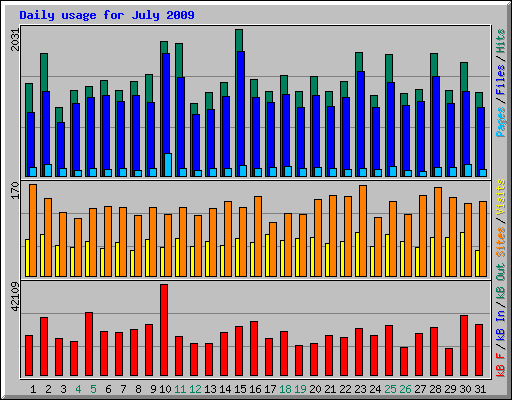 Daily usage for July 2009
2031
Pages / Files / Hits
170
Sites / Visits
42109
kB F / kB In / kB Out
1 2 3 4 5 6 7 8 9 10 11 12 13 14 15 16 17 18 19 20 21 22 23 24 25 26 27 28 29 30 31